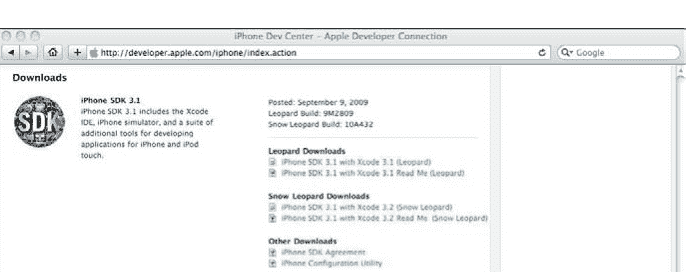 iPhone Dev Center – Apple Developer Connection
http://developer.apple.com/iphone/index.action
Google
Downloads
SDK
iPhone SDK 3.1
iPhone SDK 3.1 includes the Xcode
IDE, iPhone simulator, and a suite of
additional tools for developing
applications for iPhone and iPod
touch.
Posted: September 9, 2009
Leopard Build: 9M2809
Snow Leopard Build: 10A432
Leopard Downloads
iPhone SDK 3.1 with Xcode 3.1 (Leopard)
iPhone SDK 3.1 with Xcode 3.1 Read Me (Leopard)
Snow Leopard Downloads
iPhone SDK 3.1 with Xcode 3.2 (Snow Leopard)
iPhone SDK 3.1 with Xcode 3.2 Read Me (Snow Leopard)
Other Downloads
iPhone SDK Agreement
iPhone Configuration Utility